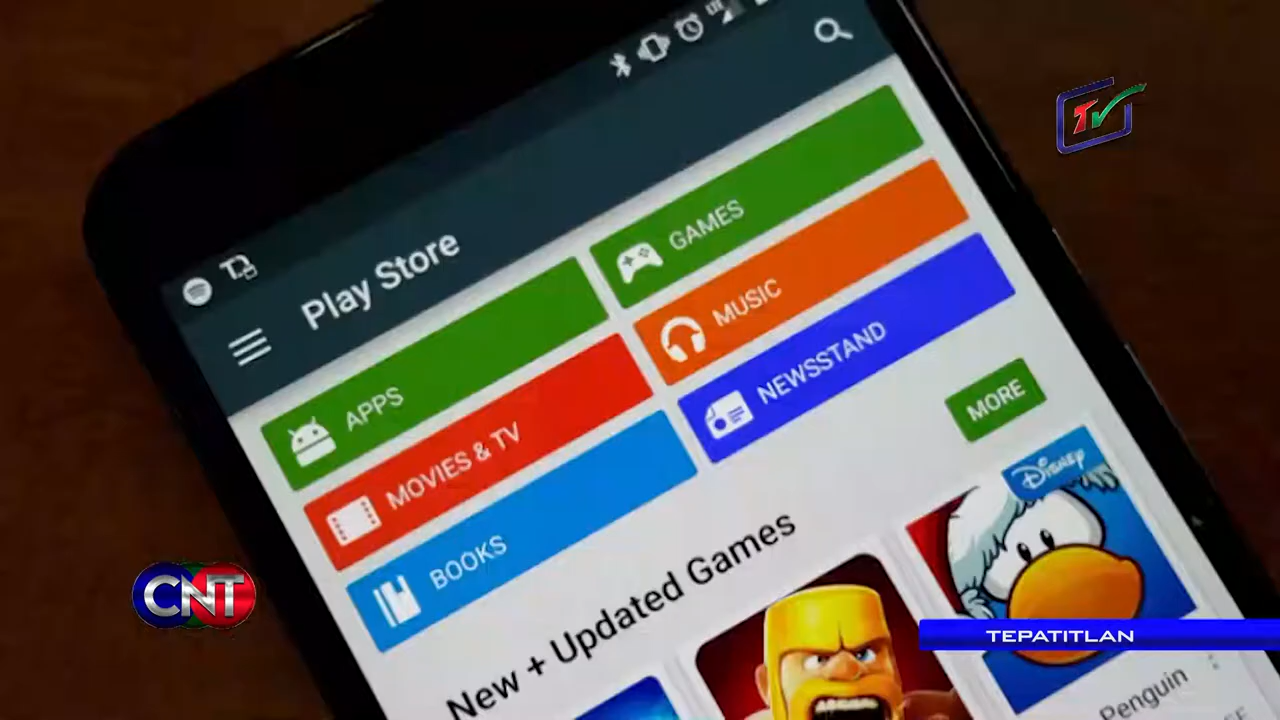 TV
Play Store
APPS
GAMES
MOVIES & TV
MUSIC
BOOKS
NEWSSTAND
New + Updated Games
MORE
DISNEY
Penguin
CNT
TEPATITLAN